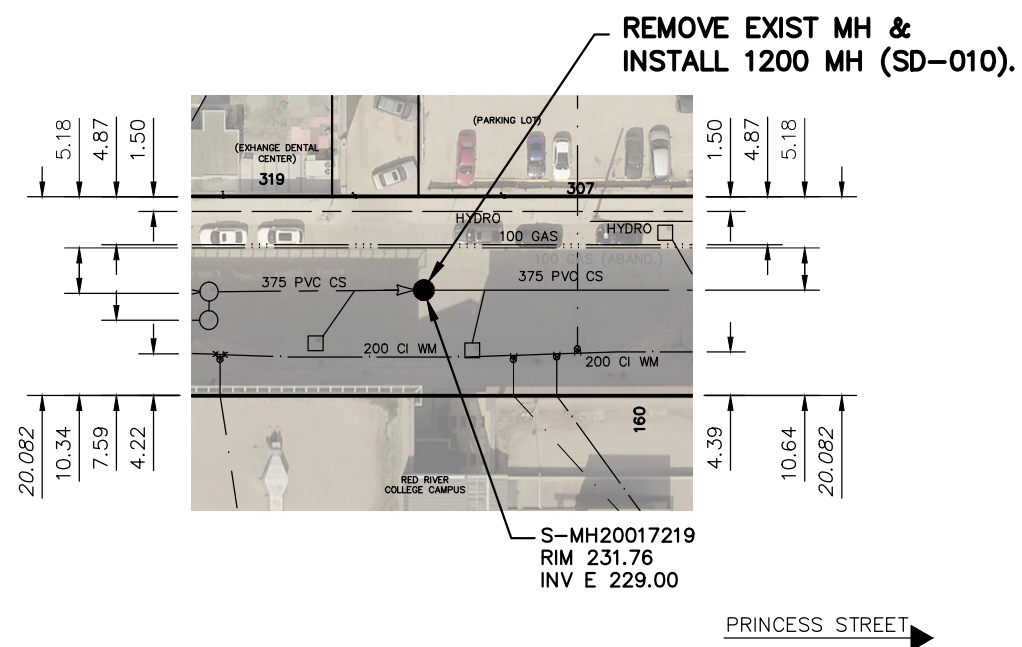 REMOVE EXIST MH &
INSTALL 1200 MH (SD-010).
5.18
4.87
1.50
1.50
4.87
5.18
(EXHANGE DENTAL
CENTER)
319
(PARKING LOT)
307
HYDRO
HYDRO
100 GAS
100 GAS (ABAND.)
375 PVC CS
375 PVC CS
200 CI WM
200 CI WM
160
20.082
10.34
7.59
4.22
4.39
10.64
20.082
RED RIVER
COLLEGE CAMPUS
S-MH20017219
RIM 231.76
INV E 229.00
PRINCESS STREET